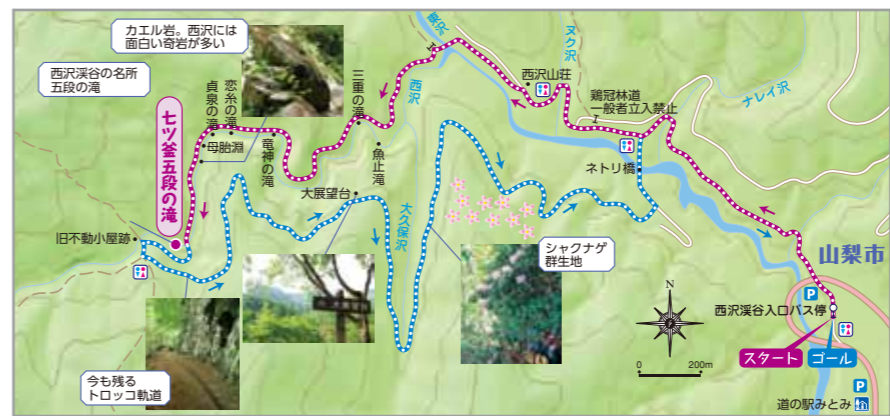 カエル岩。西沢には
面白い奇岩が多い
西沢渓谷の名所
五段の滝
七ツ釜五段の滝
貞泉の滝
恋糸の滝
母胎淵
竜神の滝
三重の滝
魚止滝
西沢
東沢
西沢山荘
ヌク沢
鶏冠林道
一般者立入禁止
ナレイ沢
ネトリ橋
大展望台
大久保沢
旧不動小屋跡
シャクナゲ
群生地
今も残る
トロッコ軌道
山梨市
P
西沢渓谷入口バス停
スタート
ゴール
N
0 200m
P
道の駅みとみ